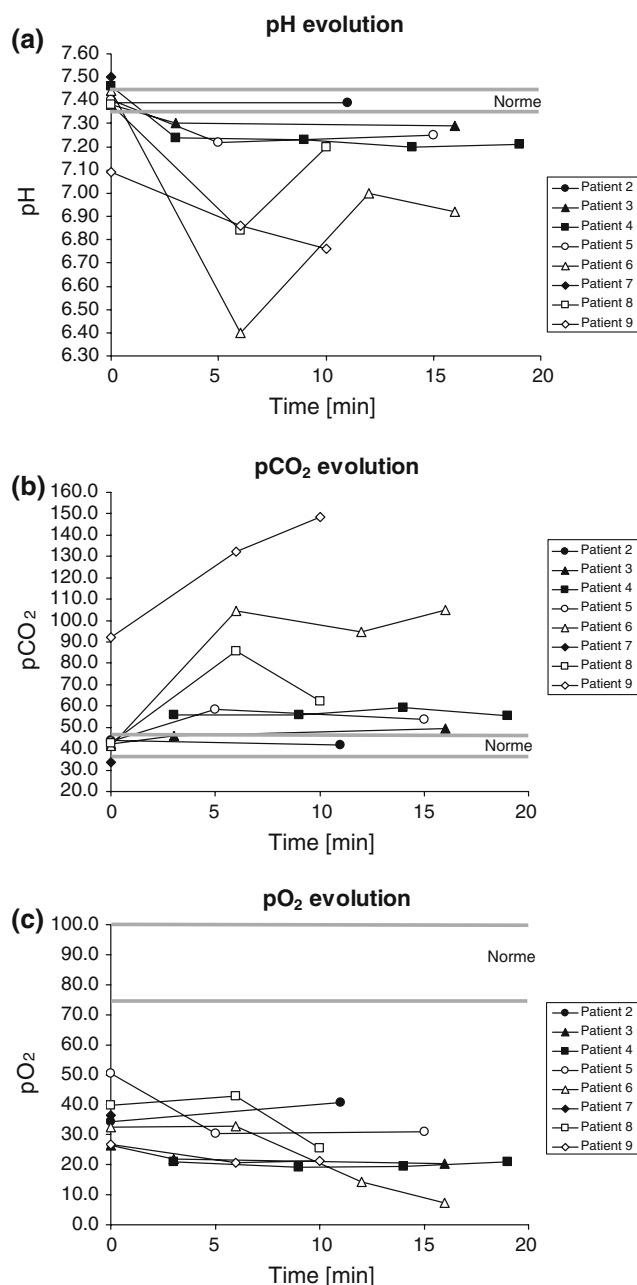 (a)
pH evolution
7.60
7.50
7.40
7.30
7.20
7.10
7.00
6.90
6.80
6.70
6.60
6.50
6.40
6.30
pH
Norme
0 5 10 15 20
Time [min]
Patient 2
Patient 3
Patient 4
Patient 5
Patient 6
Patient 7
Patient 8
Patient 9
(b)
pCO₂ evolution
160.0
150.0
140.0
130.0
120.0
110.0
100.0
90.0
80.0
70.0
60.0
50.0
40.0
30.0
20.0
pCO₂
Norme
0 5 10 15 20
Time [min]
Patient 2
Patient 3
Patient 4
Patient 5
Patient 6
Patient 7
Patient 8
Patient 9
(c)
pO₂ evolution
100.0
90.0
80.0
70.0
60.0
50.0
40.0
30.0
20.0
10.0
0.0
pO₂
Norme
0 5 10 15 20
Time [min]
Patient 2
Patient 3
Patient 4
Patient 5
Patient 6
Patient 7
Patient 8
Patient 9